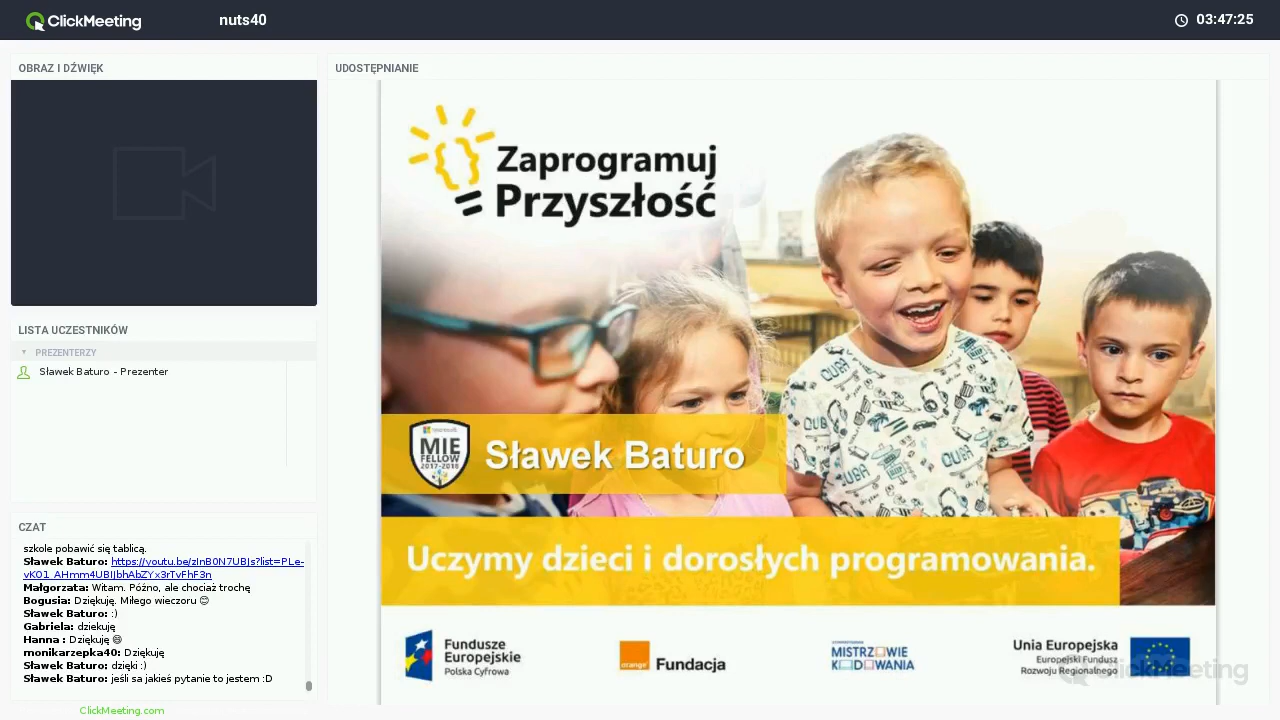 ClickMeeting
nuts40
03:47:25
OBRAZ I DŹWIĘK
LISTA UCZESTNIKÓW
PREZENTERZY
Sławek Baturo - Prezenter
CZAT
szkole pobawić się tablicą.
Sławek Baturo: https://youtu.be/zInB0N7UBJs?list=PLe-
vKO1_AHmm4UBIJbhAbZYx3rTvFhF3n
Małgorzata: Witam. Późno, ale chociaż trochę
Bogusia: Dziękuję. Miłego wieczoru 😊
Sławek Baturo: :)
Gabriela: dziekuję
Hanna : Dziękuję 😄
monikarzepka40: Dziękuję
Sławek Baturo: dzięki :)
Sławek Baturo: jeśli sa jakieś pytanie to jestem :D
ClickMeeting.com
UDOSTĘPNIANIE
Zaprogramuj
Przyszłość
MIE
FELLOW
2017-2018
Sławek Baturo
Uczymy dzieci i dorosłych programowania.
Fundusze
Europejskie
Polska Cyfrowa
orange
Fundacja
MISTRZOWIE
KODOWANIA
Unia Europejska
Europejski Fundusz
Rozwoju Regionalnego
ClickMeeting